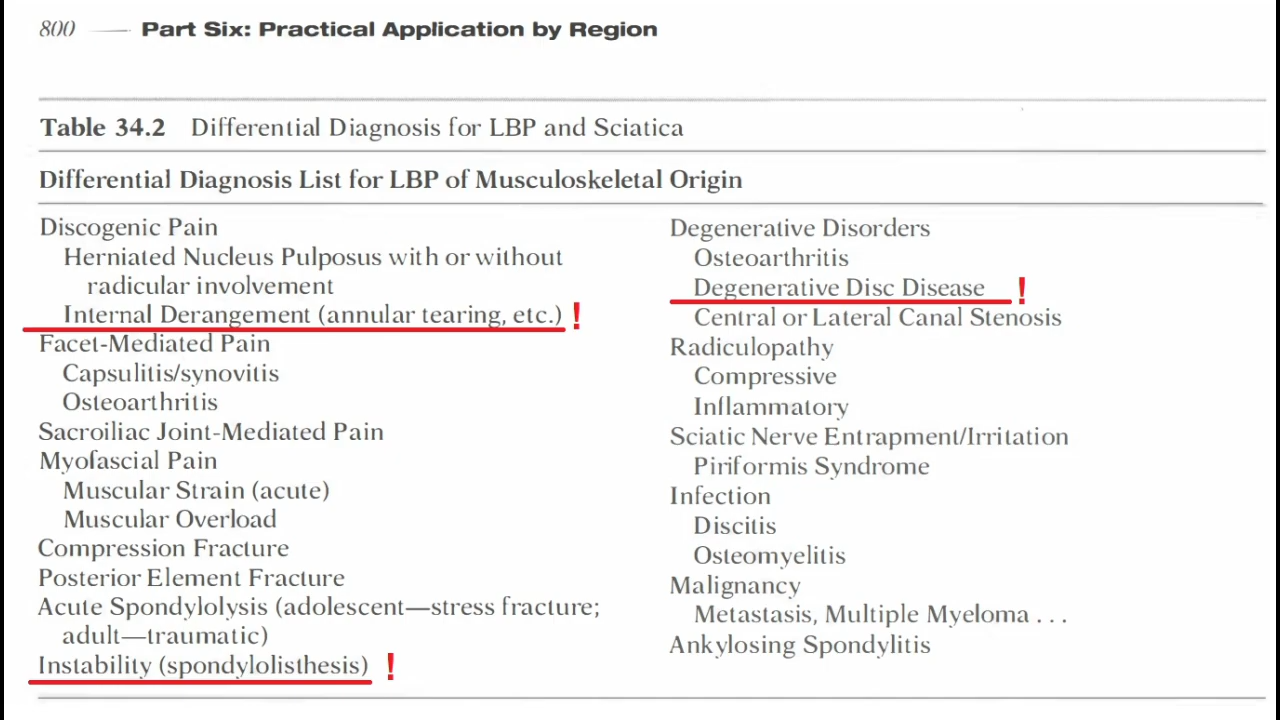 800 — Part Six: Practical Application by Region
Table 34.2 Differential Diagnosis for LBP and Sciatica
Differential Diagnosis List for LBP of Musculoskeletal Origin
Discogenic Pain
Herniated Nucleus Pulposus with or without
radicular involvement
Internal Derangement (annular tearing, etc.) !
Facet-Mediated Pain
Capsulitis/synovitis
Osteoarthritis
Sacroiliac Joint-Mediated Pain
Myofascial Pain
Muscular Strain (acute)
Muscular Overload
Compression Fracture
Posterior Element Fracture
Acute Spondylolysis (adolescent—stress fracture;
adult—traumatic)
Instability (spondylolisthesis) !
Degenerative Disorders
Osteoarthritis
Degenerative Disc Disease !
Central or Lateral Canal Stenosis
Radiculopathy
Compressive
Inflammatory
Sciatic Nerve Entrapment/Irritation
Piriformis Syndrome
Infection
Discitis
Osteomyelitis
Malignancy
Metastasis, Multiple Myeloma . . .
Ankylosing Spondylitis